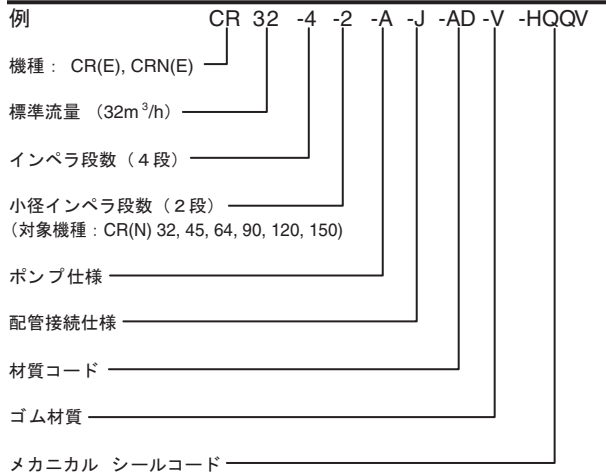 例 CR 32 -4 -2 -A -J -AD -V -HQQV
機種： CR(E), CRN(E)
標準流量 （32m³/h）
インペラ段数（４段）
小径インペラ段数（２段）
（対象機種：CR(N) 32, 45, 64, 90, 120, 150)
ポンプ仕様
配管接続仕様
材質コード
ゴム材質
メカニカル シールコード